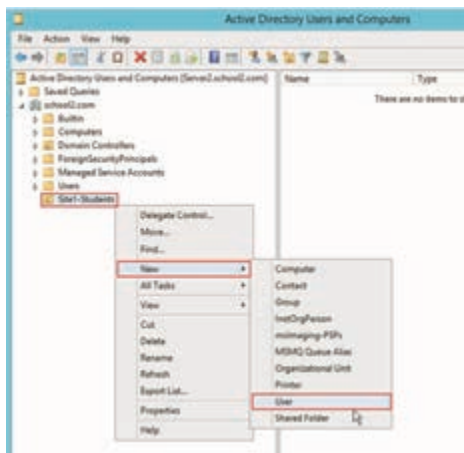 Active Directory Users and Computers
File Action View Help
Active Directory Users and Computers (Server2.school2.com)
Saved Queries
school2.com
Builtin
Computers
Domain Controllers
ForeignSecurityPrincipals
Managed Service Accounts
Users
Site1-Students
Name Type
There are no items to s
Delegate Control...
Move...
Find...
New
All Tasks
View
Cut
Delete
Rename
Refresh
Export List...
Properties
Help
Computer
Contact
Group
InetOrgPerson
msImaging-PSPs
MSMQ Queue Alias
Organizational Unit
Printer
User
Shared Folder